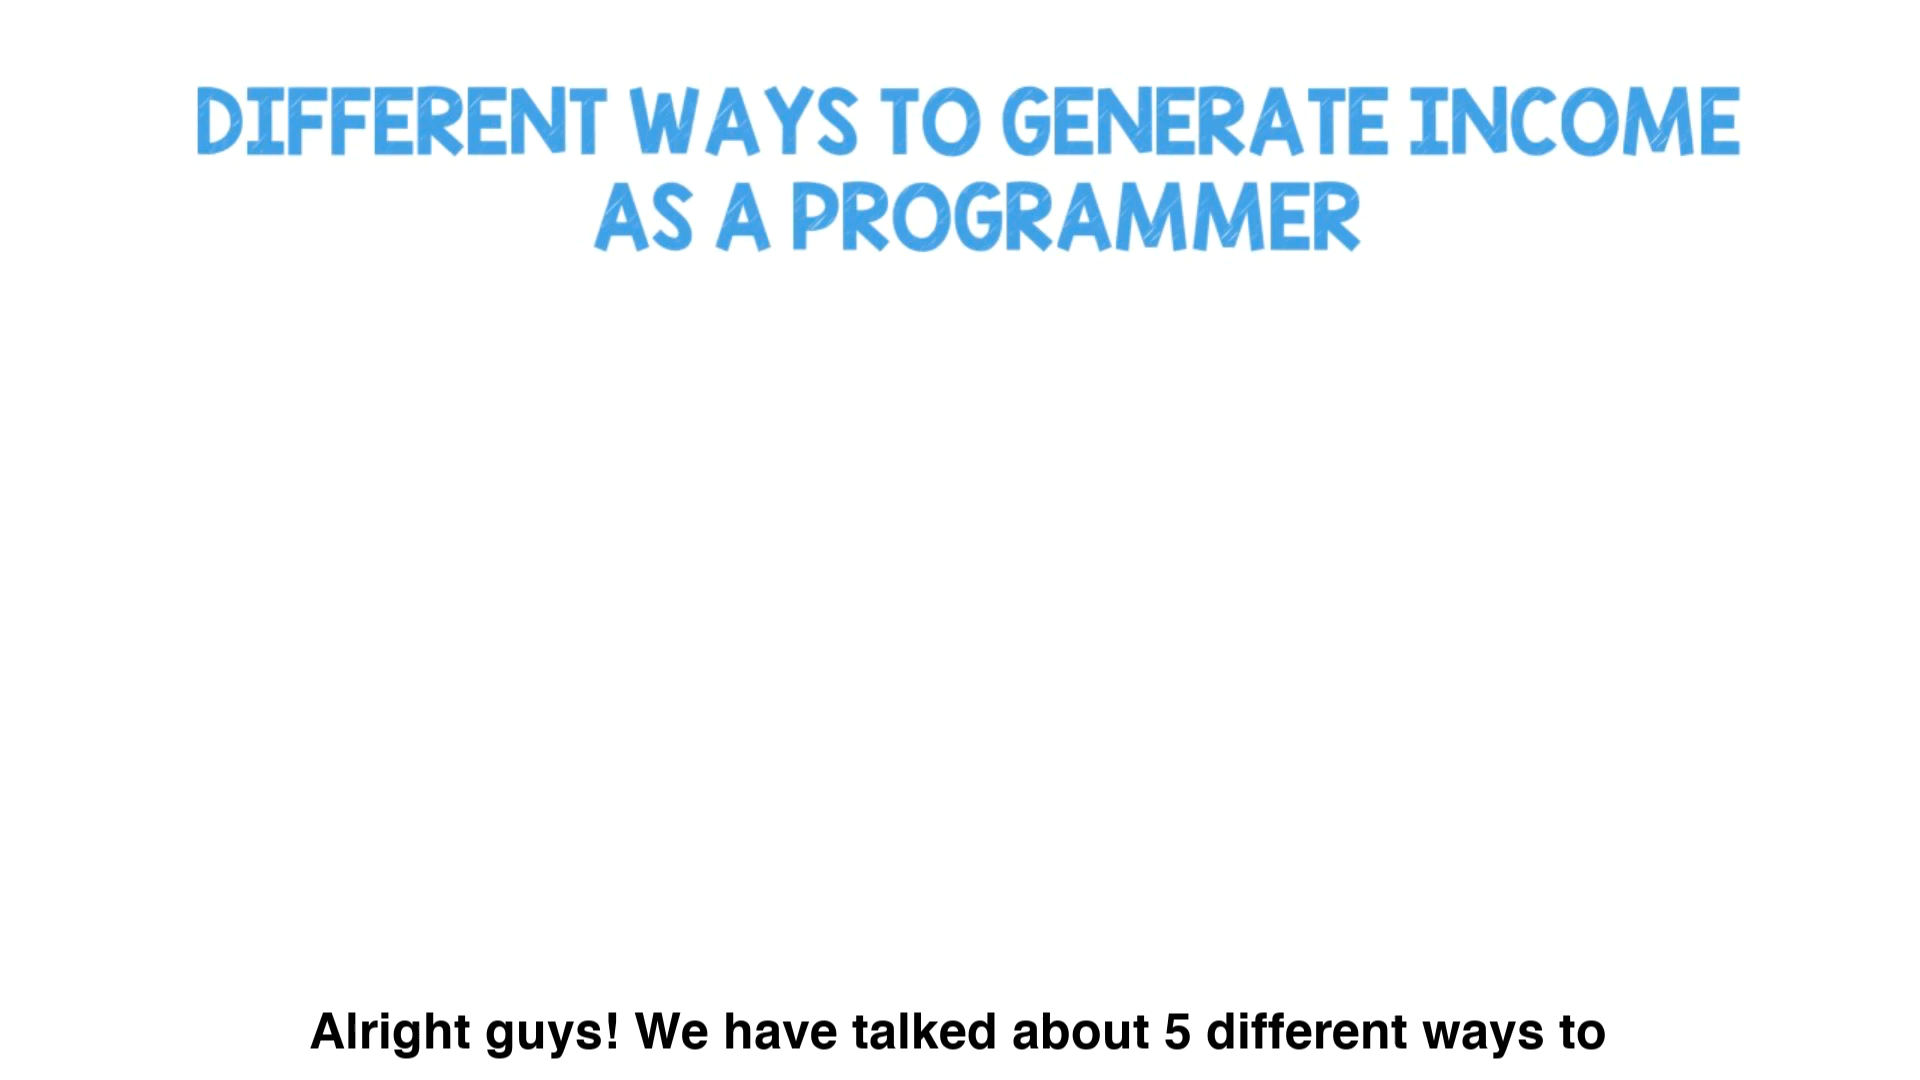 DIFFERENT WAYS TO GENERATE INCOME
AS A PROGRAMMER
Alright guys! We have talked about 5 different ways to